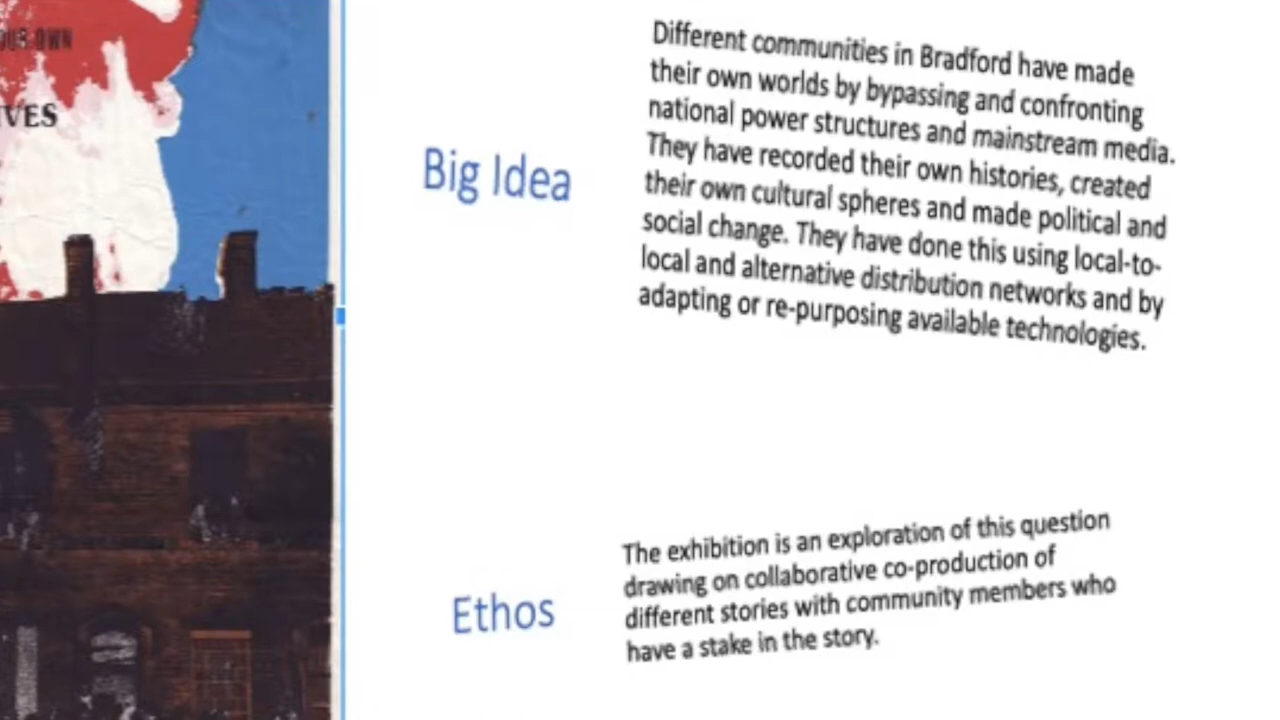 OUR OWN
IVES
Big Idea
Different communities in Bradford have made
their own worlds by bypassing and confronting
national power structures and mainstream media.
They have recorded their own histories, created
their own cultural spheres and made political and
social change. They have done this using local-to-
local and alternative distribution networks and by
adapting or re-purposing available technologies.
Ethos
The exhibition is an exploration of this question
drawing on collaborative co-production of
different stories with community members who
have a stake in the story.